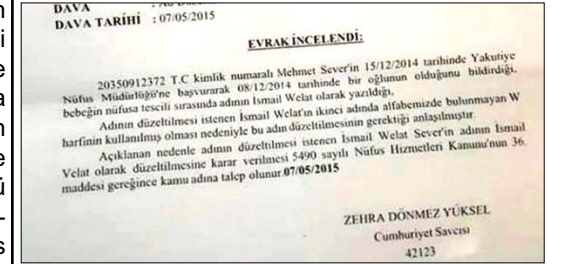 DAVA
DAVA TARİHİ : 07/05/2015
EVRAK İNCELENDİ:
20350912372 T.C kimlik numaralı Mehmet Sever'in 15/12/2014 tarihinde Yakutiye
Nüfus Müdürlüğü'ne başvurarak 08/12/2014 tarihinde bir oğlunun olduğunu bildirdiği,
bebeğin nüfusa tescili sırasında adının İsmail Welat olarak yazıldığı,
Adının düzeltilmesi istenen İsmail Welat'ın ikinci adında alfabemizde bulunmayan W
harfinin kullanılmış olması nedeniyle bu adın düzeltilmesinin gerektiği anlaşılmıştır.
Açıklanan nedenle adının düzeltilmesi istenen İsmail Welat Sever'in adının İsmail
Velat olarak düzeltilmesine karar verilmesi 5490 sayılı Nüfus Hizmetleri Kanunu'nun 36.
maddesi gereğince kamu adına talep olunur.07/05/2015
ZEHRA DÖNMEZ YÜKSEL
Cumhuriyet Savcısı
42123